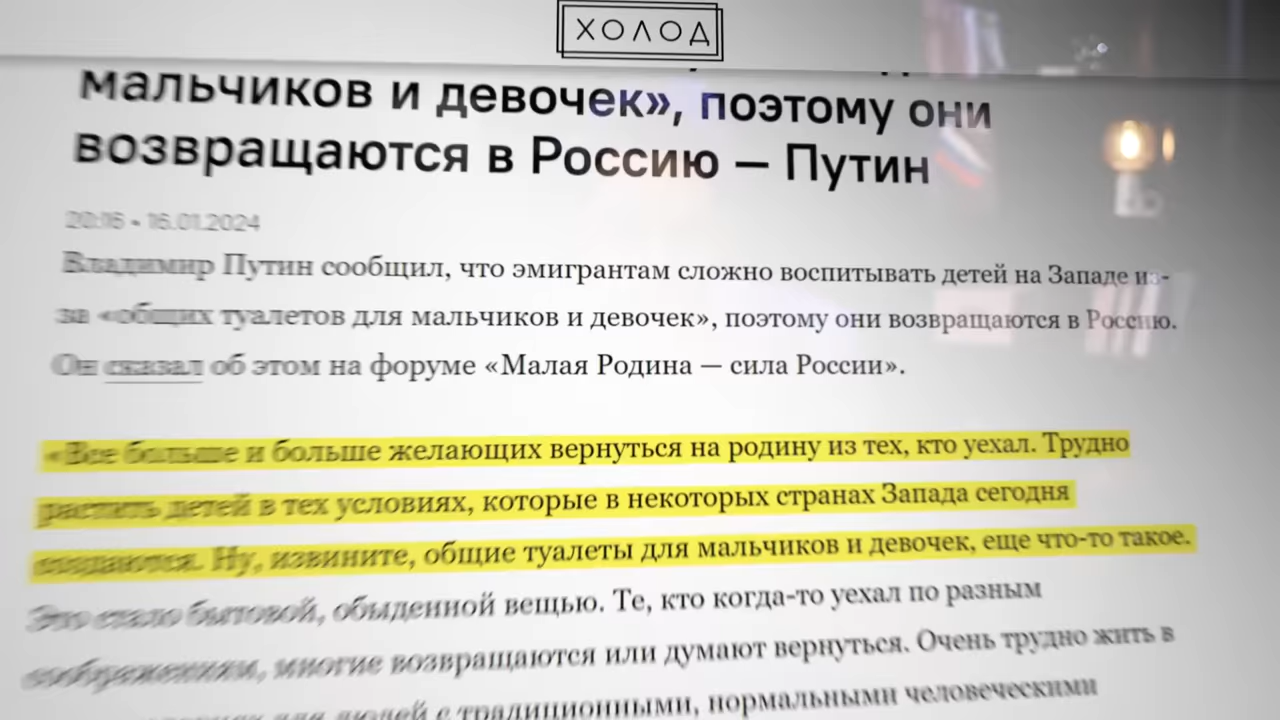 ХОЛОД
мальчиков и девочек», поэтому они
возвращаются в Россию — Путин
20:16 • 16.01.2024
Владимир Путин сообщил, что эмигрантам сложно воспитывать детей на Западе из-
за «общих туалетов для мальчиков и девочек», поэтому они возвращаются в Россию.
Он сказал об этом на форуме «Малая Родина — сила России».
«Все больше и больше желающих вернуться на родину из тех, кто уехал. Трудно
растить детей в тех условиях, которые в некоторых странах Запада сегодня
создаются. Ну, извините, общие туалеты для мальчиков и девочек, еще что-то такое.
Это стало бытовой, обыденной вещью. Те, кто когда-то уехал по разным
соображениям, многие возвращаются или думают вернуться. Очень трудно жить в
для людей с традиционными, нормальными человеческими